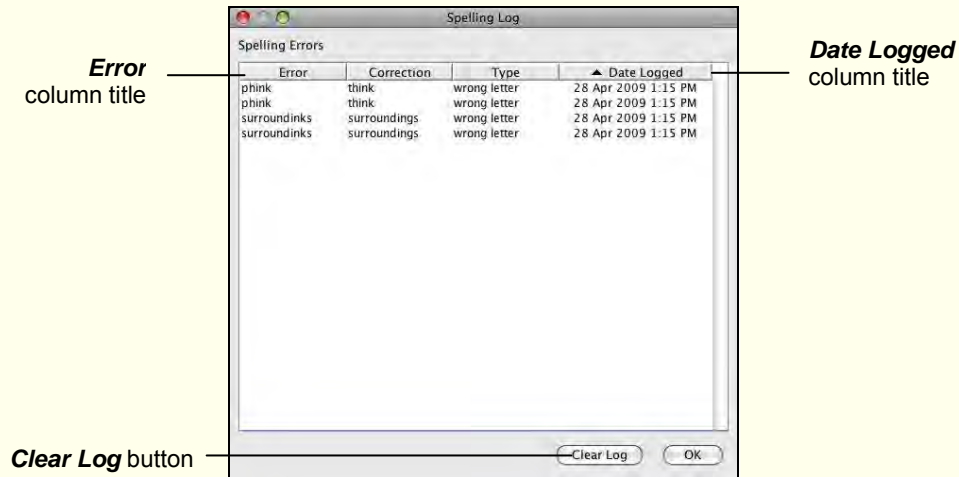 Spelling Log
Spelling Errors
Error Correction Type ▲ Date Logged
phink think wrong letter 28 Apr 2009 1:15 PM
phink think wrong letter 28 Apr 2009 1:15 PM
surroundinks surroundings wrong letter 28 Apr 2009 1:15 PM
surroundinks surroundings wrong letter 28 Apr 2009 1:15 PM
Error
column title
Date Logged
column title
Clear Log button
Clear Log OK